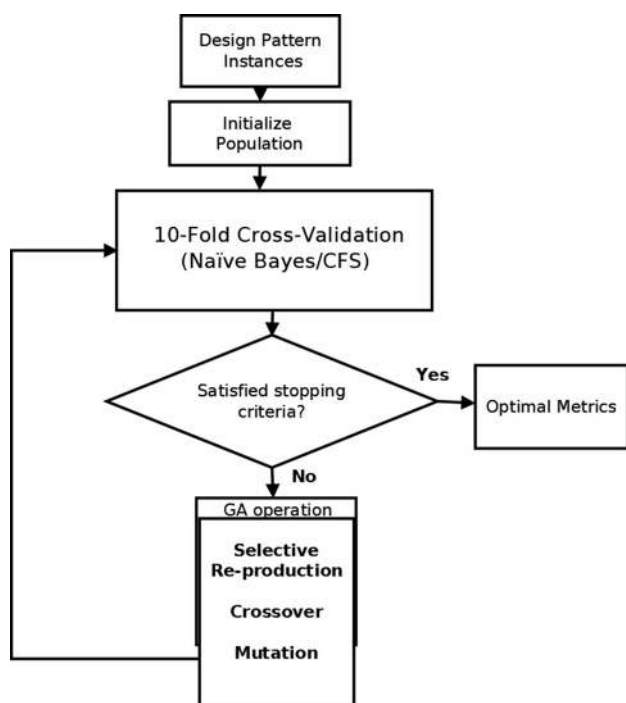 Design Pattern
Instances
Initialize
Population
10-Fold Cross-Validation
(Naïve Bayes/CFS)
Satisfied stopping
criteria?
Yes
Optimal Metrics
No
GA operation
Selective
Re-production
Crossover
Mutation